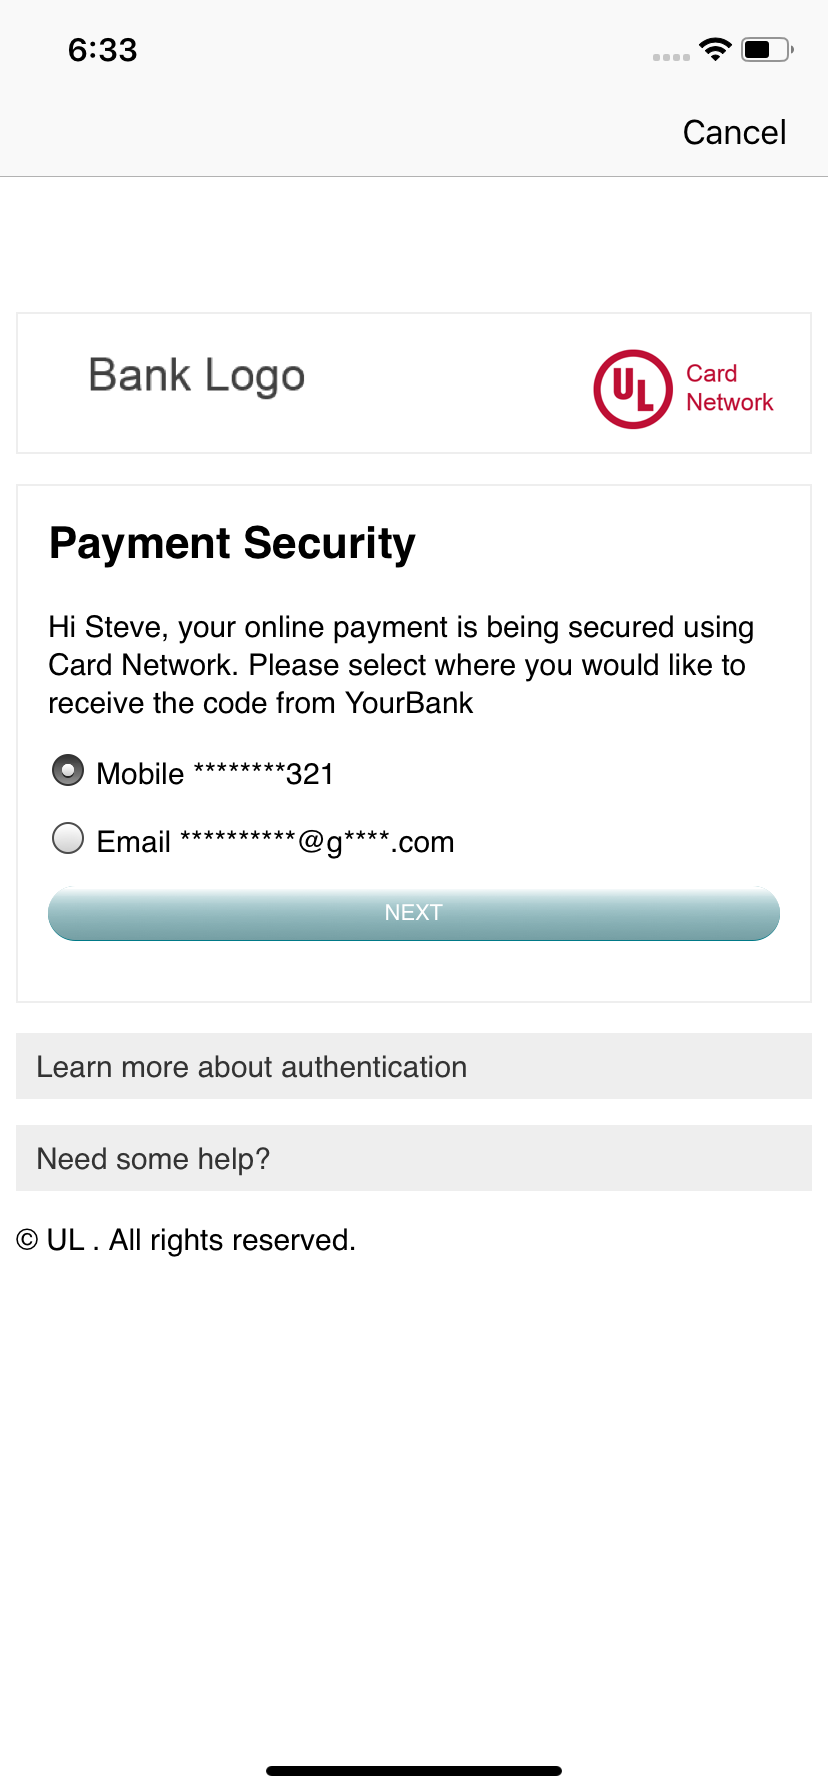 6:33
Cancel
Bank Logo
UL
Card
Network
Payment Security
Hi Steve, your online payment is being secured using
Card Network. Please select where you would like to
receive the code from YourBank
Mobile ********321
Email **********@g****.com
NEXT
Learn more about authentication
Need some help?
© UL . All rights reserved.